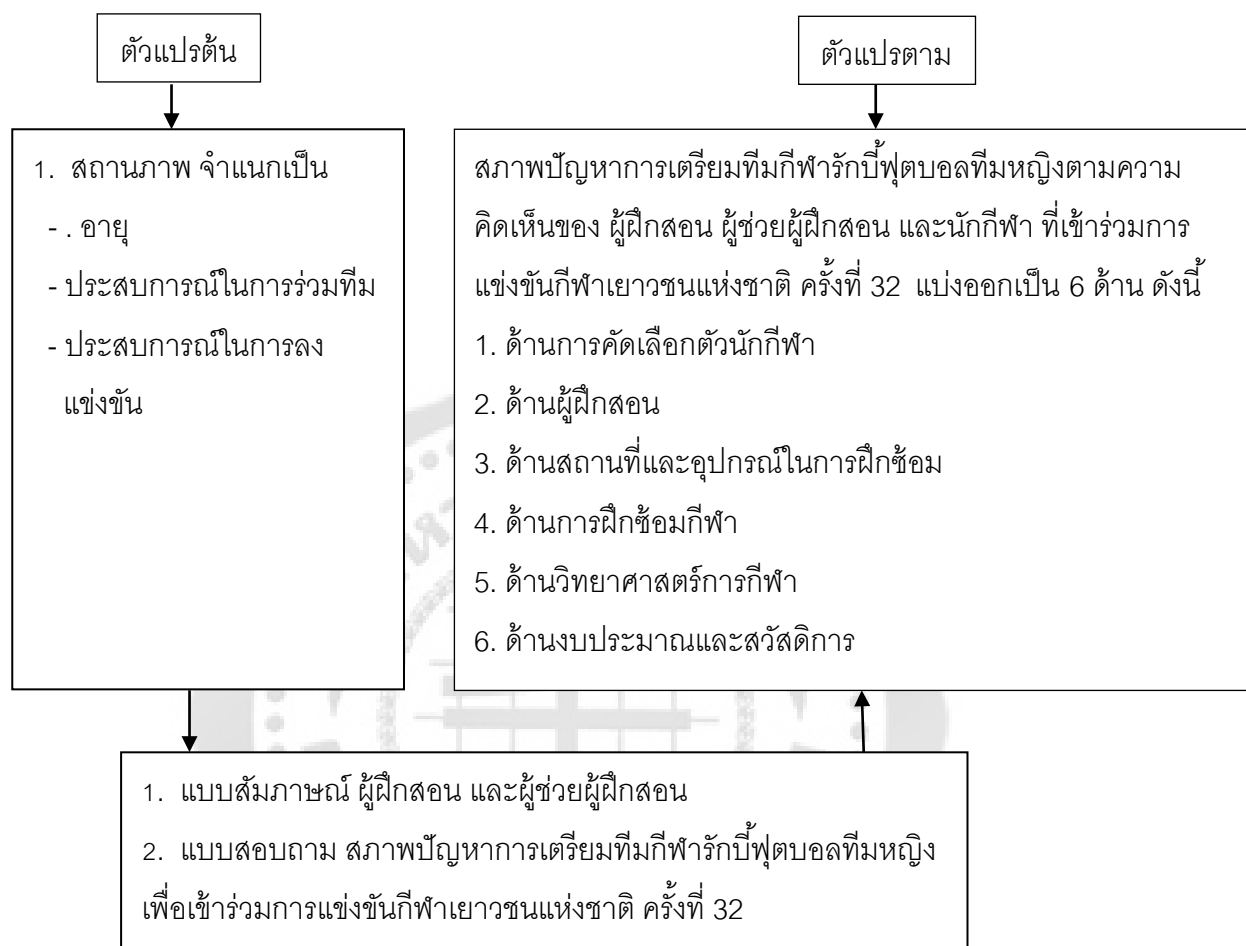 ตัวแปรต้น
ตัวแปรตาม
1. สถานภาพ จำแนกเป็น
- . อายุ
- ประสบการณ์ในการร่วมทีม
- ประสบการณ์ในการลง
แข่งขัน
สภาพปัญหาการเตรียมทีมกีฬารักบี้ฟุตบอลทีมหญิงตามความ
คิดเห็นของ ผู้ฝึกสอน ผู้ช่วยผู้ฝึกสอน และนักกีฬา ที่เข้าร่วมการ
แข่งขันกีฬาเยาวชนแห่งชาติ ครั้งที่ 32 แบ่งออกเป็น 6 ด้าน ดังนี้
1. ด้านการคัดเลือกตัวนักกีฬา
2. ด้านผู้ฝึกสอน
3. ด้านสถานที่และอุปกรณ์ในการฝึกซ้อม
4. ด้านการฝึกซ้อมกีฬา
5. ด้านวิทยาศาสตร์การกีฬา
6. ด้านงบประมาณและสวัสดิการ
1. แบบสัมภาษณ์ ผู้ฝึกสอน และผู้ช่วยผู้ฝึกสอน
2. แบบสอบถาม สภาพปัญหาการเตรียมทีมกีฬารักบี้ฟุตบอลทีมหญิง
เพื่อเข้าร่วมการแข่งขันกีฬาเยาวชนแห่งชาติ ครั้งที่ 32